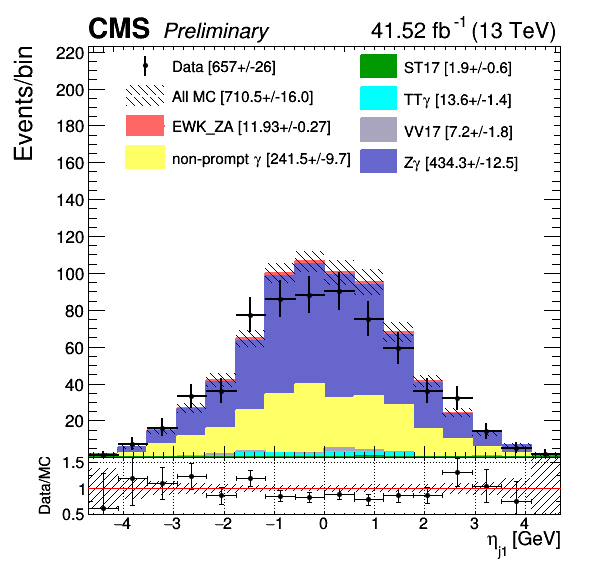 CMS Preliminary 41.52 fb⁻¹ (13 TeV)
Events/bin
220
200
180
160
140
120
100
80
60
40
20
Data [657+/-26]
All MC [710.5+/-16.0]
EWK_ZA [11.93+/-0.27]
non-prompt γ [241.5+/-9.7]
ST17 [1.9+/-0.6]
TTγ [13.6+/-1.4]
VV17 [7.2+/-1.8]
Zγ [434.3+/-12.5]
Data/MC
1.5
1
0.5
−4 −3 −2 −1 0 1 2 3 4
η_j1 [GeV]